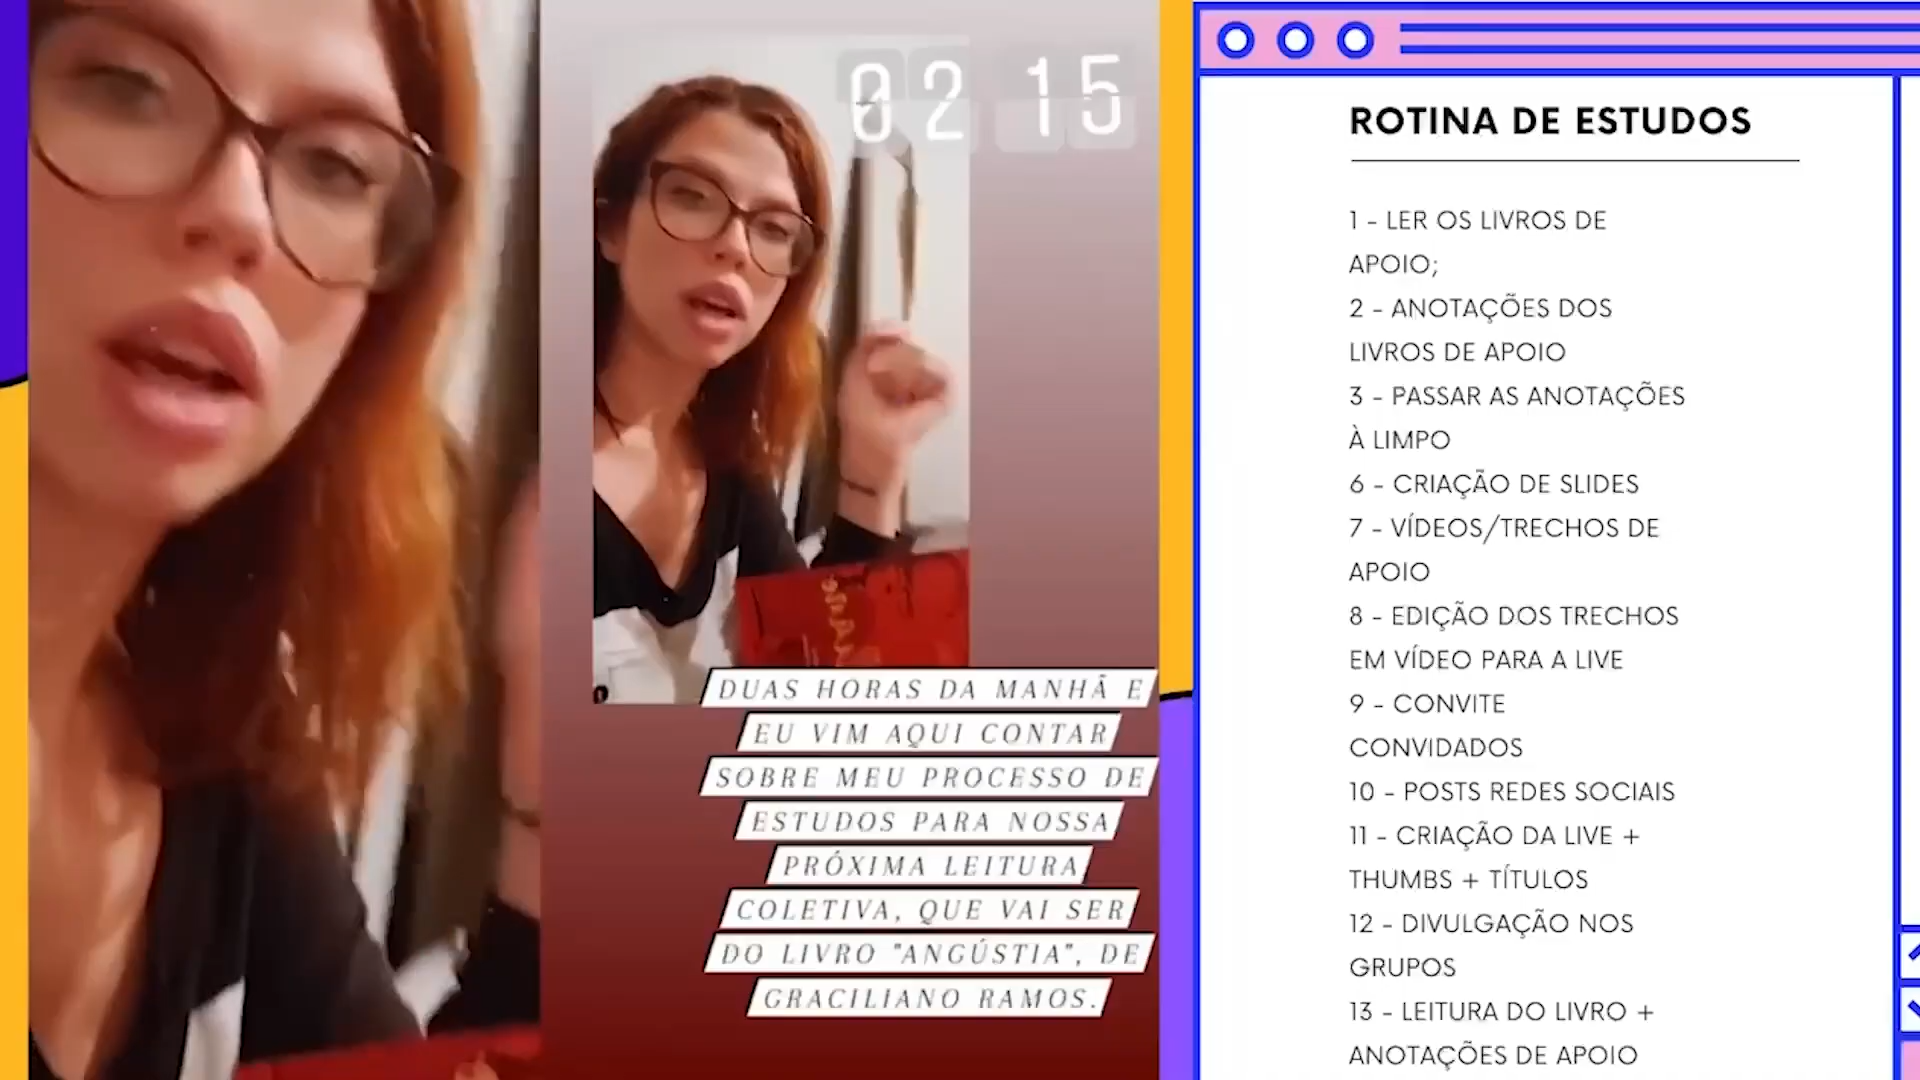 02 15
DUAS HORAS DA MANHÃ E
EU VIM AQUI CONTAR
SOBRE MEU PROCESSO DE
ESTUDOS PARA NOSSA
PRÓXIMA LEITURA
COLETIVA, QUE VAI SER
DO LIVRO "ANGÚSTIA", DE
GRACILIANO RAMOS.
ROTINA DE ESTUDOS
1 - LER OS LIVROS DE
APOIO;
2 - ANOTAÇÕES DOS
LIVROS DE APOIO
3 - PASSAR AS ANOTAÇÕES
À LIMPO
6 - CRIAÇÃO DE SLIDES
7 - VÍDEOS/TRECHOS DE
APOIO
8 - EDIÇÃO DOS TRECHOS
EM VÍDEO PARA A LIVE
9 - CONVITE
CONVIDADOS
10 - POSTS REDES SOCIAIS
11 - CRIAÇÃO DA LIVE +
THUMBS + TÍTULOS
12 - DIVULGAÇÃO NOS
GRUPOS
13 - LEITURA DO LIVRO +
ANOTAÇÕES DE APOIO